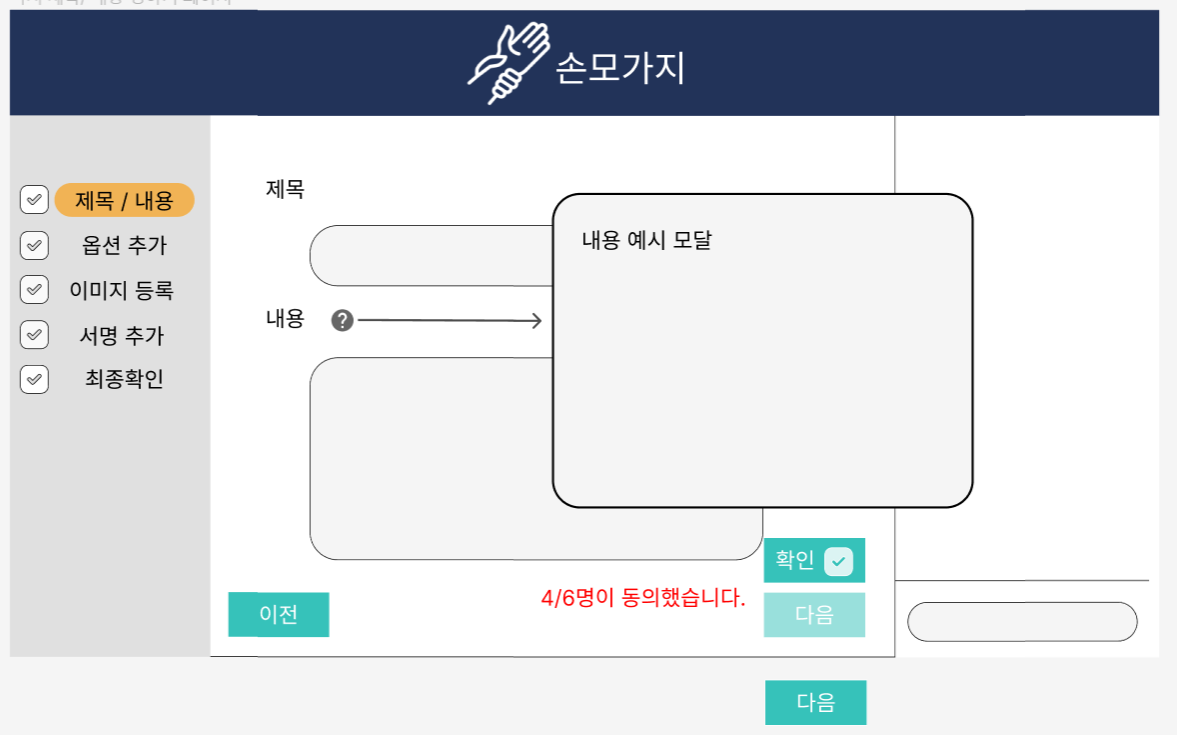 손모가지
제목 / 내용
옵션 추가
이미지 등록
서명 추가
최종확인
제목
내용 ?
내용 예시 모달
확인
4/6명이 동의했습니다.
이전
다음
다음